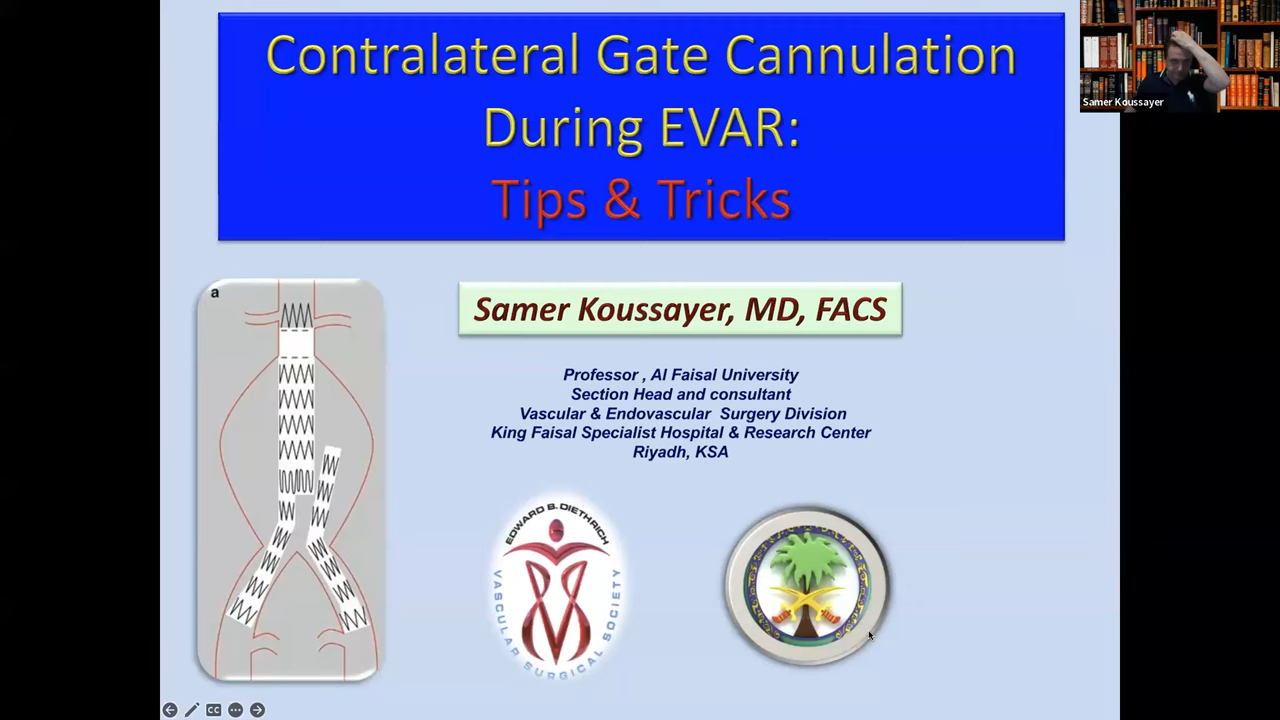 Contralateral Gate Cannulation
During EVAR:
Tips & Tricks
Samer Koussayer
a
Samer Koussayer, MD, FACS
Professor , Al Faisal University
Section Head and consultant
Vascular & Endovascular Surgery Division
King Faisal Specialist Hospital & Research Center
Riyadh, KSA
EDWARD B. DIETHRICH
VASCULAR SURGICAL SOCIETY
CC